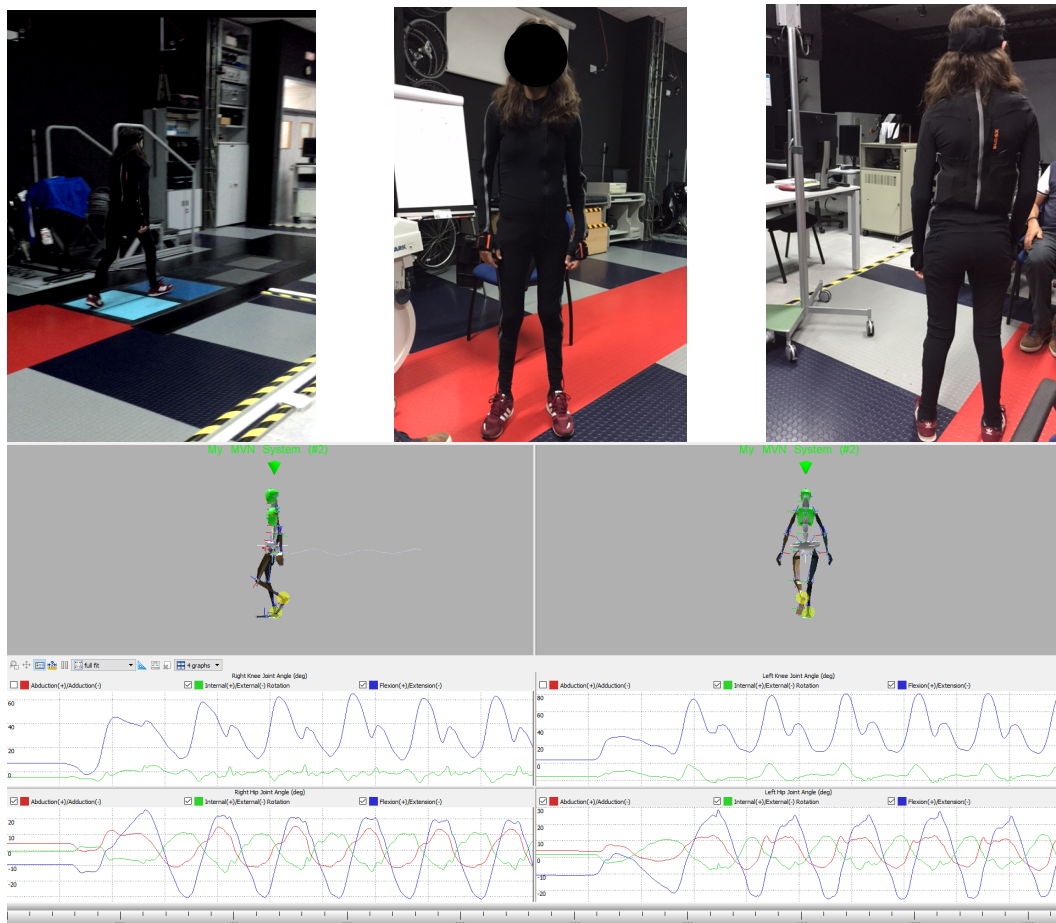 ARK
My MVN System (#2)
My MVN System (#2)
full fit
4 graphs
Right Knee Joint Angle (deg)
Abduction(+)/Adduction(-)
Internal(+)/External(-) Rotation
Flexion(+)/Extension(-)
60
20
0
Left Knee Joint Angle (deg)
Abduction(+)/Adduction(-)
Internal(+)/External(-) Rotation
Flexion(+)/Extension(-)
80
60
40
20
0
Right Hip Joint Angle (deg)
Abduction(+)/Adduction(-)
Internal(+)/External(-) Rotation
Flexion(+)/Extension(-)
20
10
0
-10
-20
Left Hip Joint Angle (deg)
Abduction(+)/Adduction(-)
Internal(+)/External(-) Rotation
Flexion(+)/Extension(-)
30
20
10
0
-10
-20